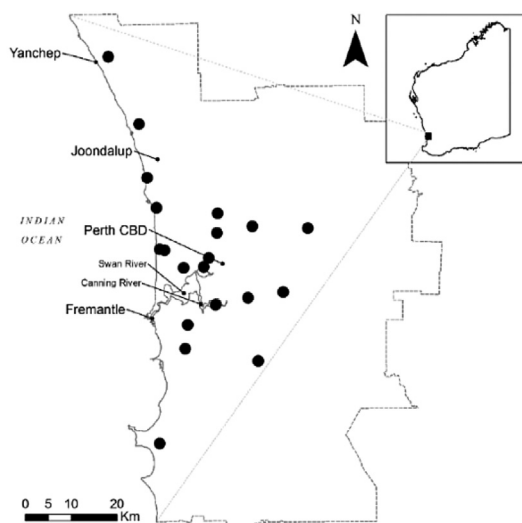 N
Yanchep
Joondalup
INDIAN
OCEAN
Perth CBD
Swan River
Canning River
Fremantle
0 5 10 20
Km